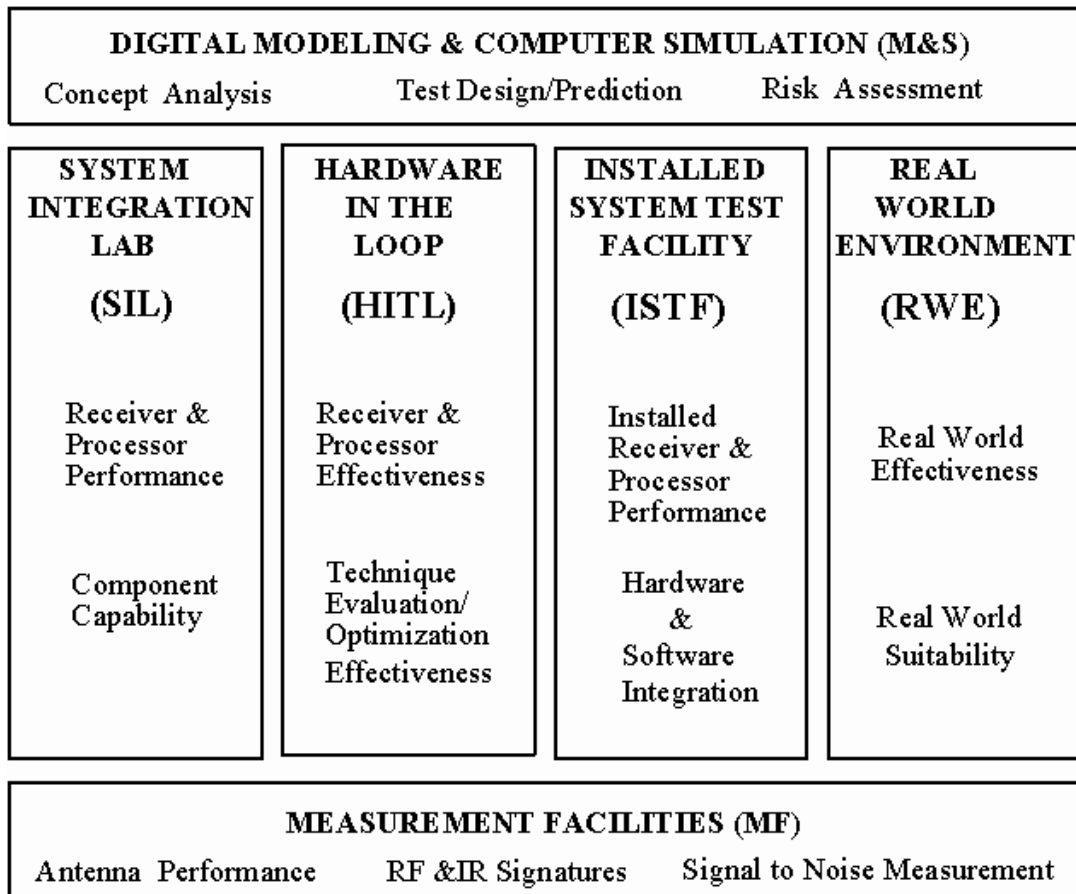 DIGITAL MODELING & COMPUTER SIMULATION (M&S)
Concept Analysis Test Design/Prediction Risk Assessment
SYSTEM
INTEGRATION
LAB
(SIL)
Receiver &
Processor
Performance
Component
Capability
HARDWARE
IN THE
LOOP
(HITL)
Receiver &
Processor
Effectiveness
Technique
Evaluation/
Optimization
Effectiveness
INSTALLED
SYSTEM TEST
FACILITY
(ISTF)
Installed
Receiver &
Processor
Performance
Hardware
&
Software
Integration
REAL
WORLD
ENVIRONMENT
(RWE)
Real World
Effectiveness
Real World
Suitability
MEASUREMENT FACILITIES (MF)
Antenna Performance RF &IR Signatures Signal to Noise Measurement